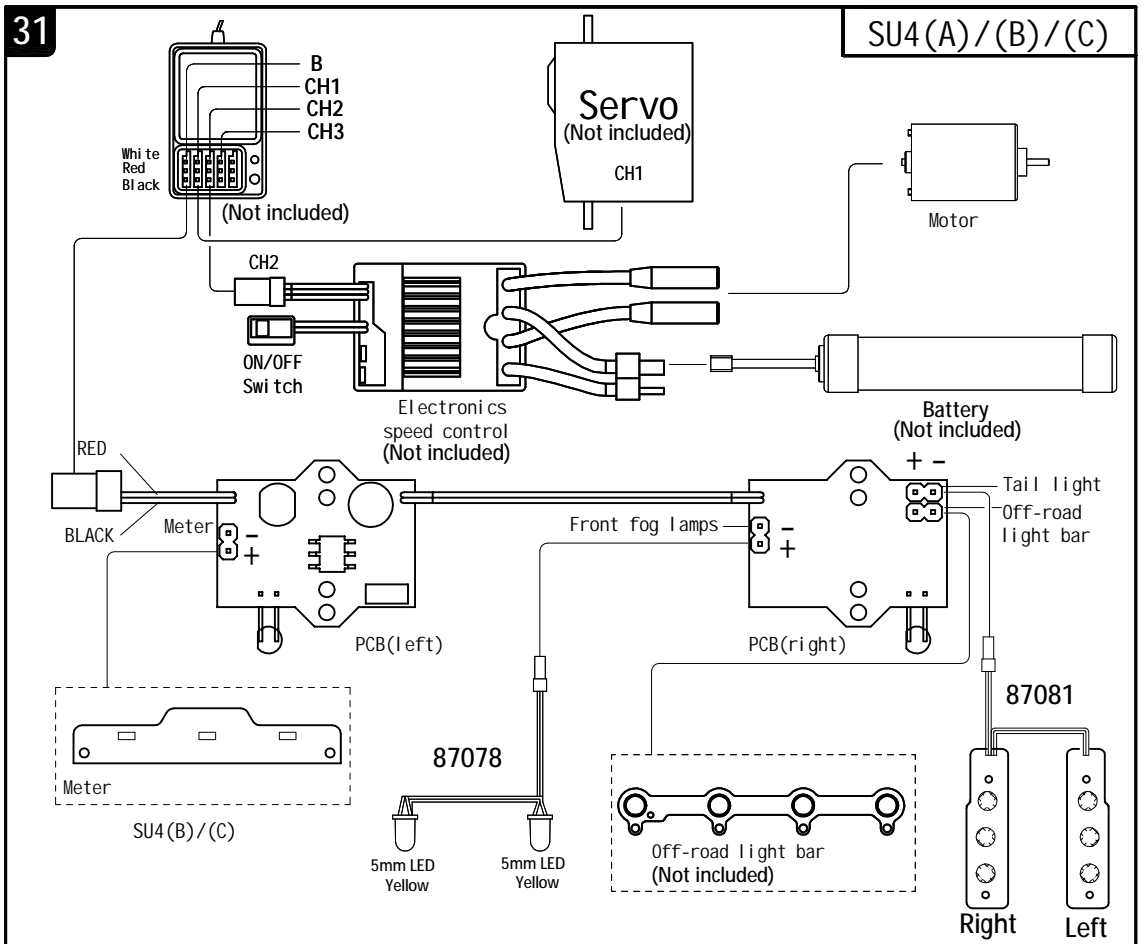 31
SU4(A)/(B)/(C)
B
CH1
CH2
CH3
White
Red
Black
(Not included)
Servo
(Not included)
CH1
Motor
CH2
ON/OFF
Switch
Electronics
speed control
(Not included)
Battery
(Not included)
RED
BLACK
Meter
-
+
PCB(left)
Front fog lamps
-
+
+ -
Tail light
Off-road
light bar
PCB(right)
Meter
SU4(B)/(C)
87078
5mm LED
Yellow
5mm LED
Yellow
Off-road light bar
(Not included)
87081
Right
Left